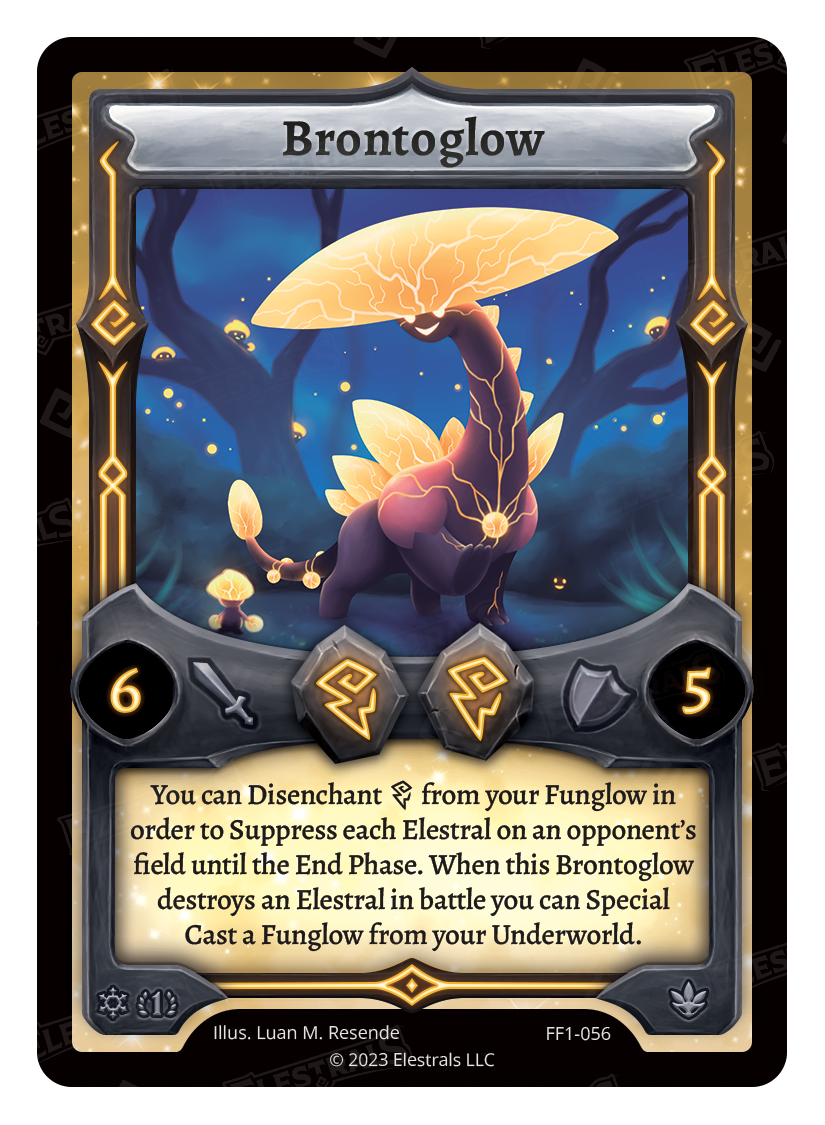 Brontoglow
6
5
You can Disenchant from your Funglow in
order to Suppress each Elestral on an opponent's
field until the End Phase. When this Brontoglow
destroys an Elestral in battle you can Special
Cast a Funglow from your Underworld.
1
Illus. Luan M. Resende
FF1-056
© 2023 Elestrals LLC